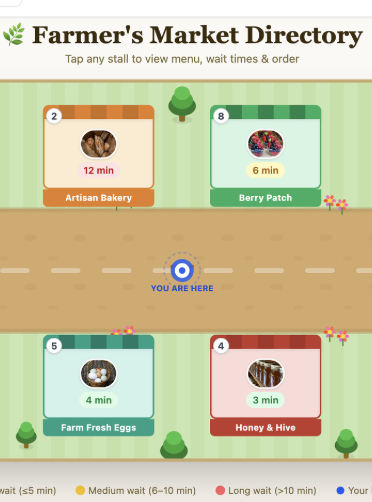 Farmer's Market Directory
Tap any stall to view menu, wait times & order
2
12 min
Artisan Bakery
8
6 min
Berry Patch
YOU ARE HERE
5
4 min
Farm Fresh Eggs
4
3 min
Honey & Hive
wait (≤5 min)
Medium wait (6–10 min)
Long wait (>10 min)
Your